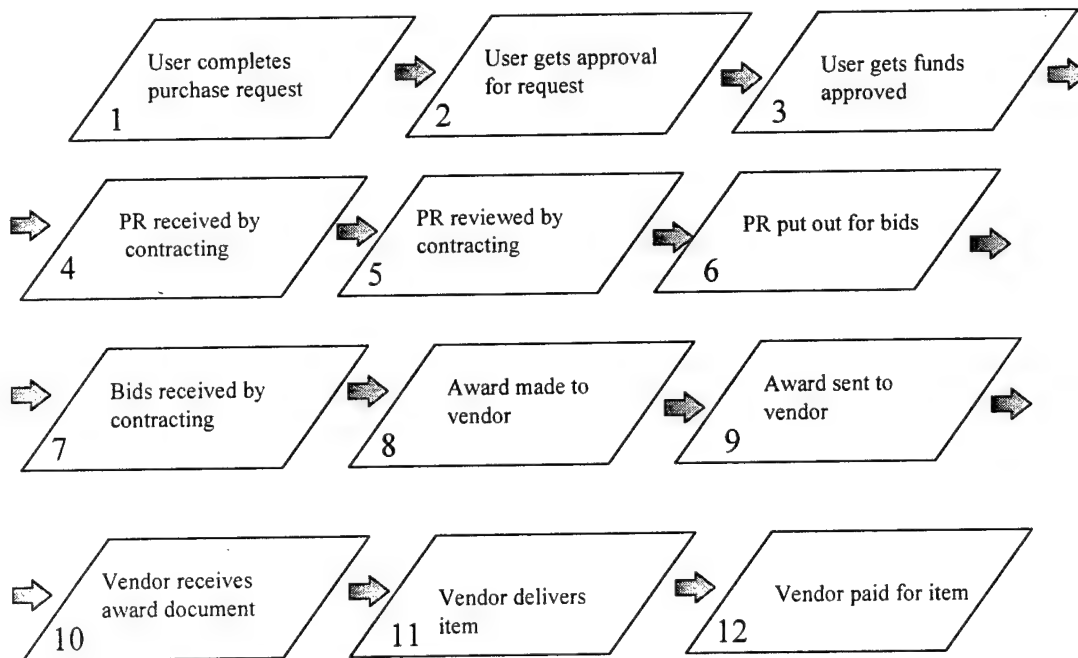 User completes
purchase request
1
User gets approval
for request
2
User gets funds
approved
3
PR received by
contracting
4
PR reviewed by
contracting
5
PR put out for bids
6
Bids received by
contracting
7
Award made to
vendor
8
Award sent to
vendor
9
Vendor receives
award document
10
Vendor delivers
item
11
Vendor paid for item
12